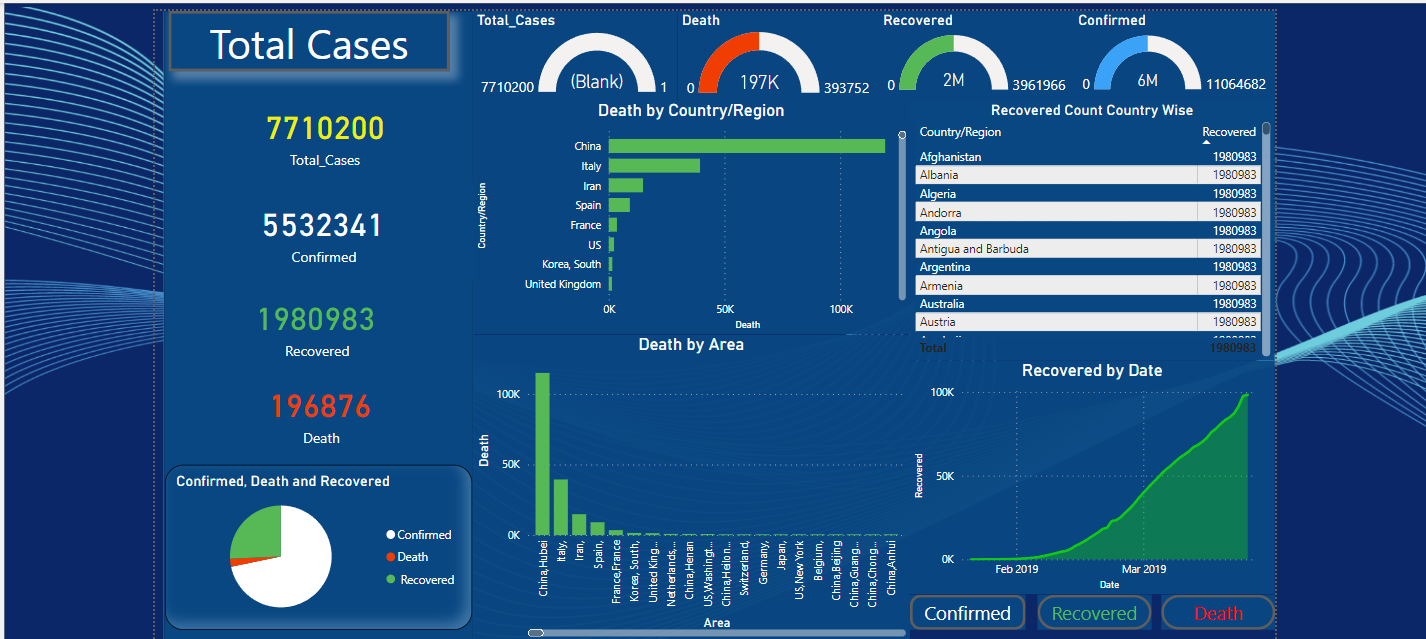 Total Cases
7710200
Total_Cases
5532341
Confirmed
1980983
Recovered
196876
Death
Confirmed, Death and Recovered
Confirmed
Death
Recovered
Total_Cases
7710200
(Blank)
1
Death
0
197K
393752
Recovered
0
2M
3961966
Confirmed
0
6M
11064682
Death by Country/Region
Country/Region
China
Italy
Iran
Spain
France
US
Korea, South
United Kingdom
0K 50K 100K
Death
Recovered Count Country Wise
Country/Region Recovered
Afghanistan 1980983
Albania 1980983
Algeria 1980983
Andorra 1980983
Angola 1980983
Antigua and Barbuda 1980983
Argentina 1980983
Armenia 1980983
Australia 1980983
Austria 1980983
Total 1980983
Death by Area
Death
100K
50K
0K
China,Hubei
Italy,
Iran,
Spain,
France,France
Korea, South,
United King...
Netherlands,...
China,Henan
US,Washingt...
China,Heilon...
Switzerland,
Germany,
Japan,
US,New York
Belgium,
China,Beijing
China,Guang...
China,Chong...
China,Anhui
Area
Recovered by Date
Recovered
100K
50K
0K
Feb 2019 Mar 2019
Date
Confirmed
Recovered
Death